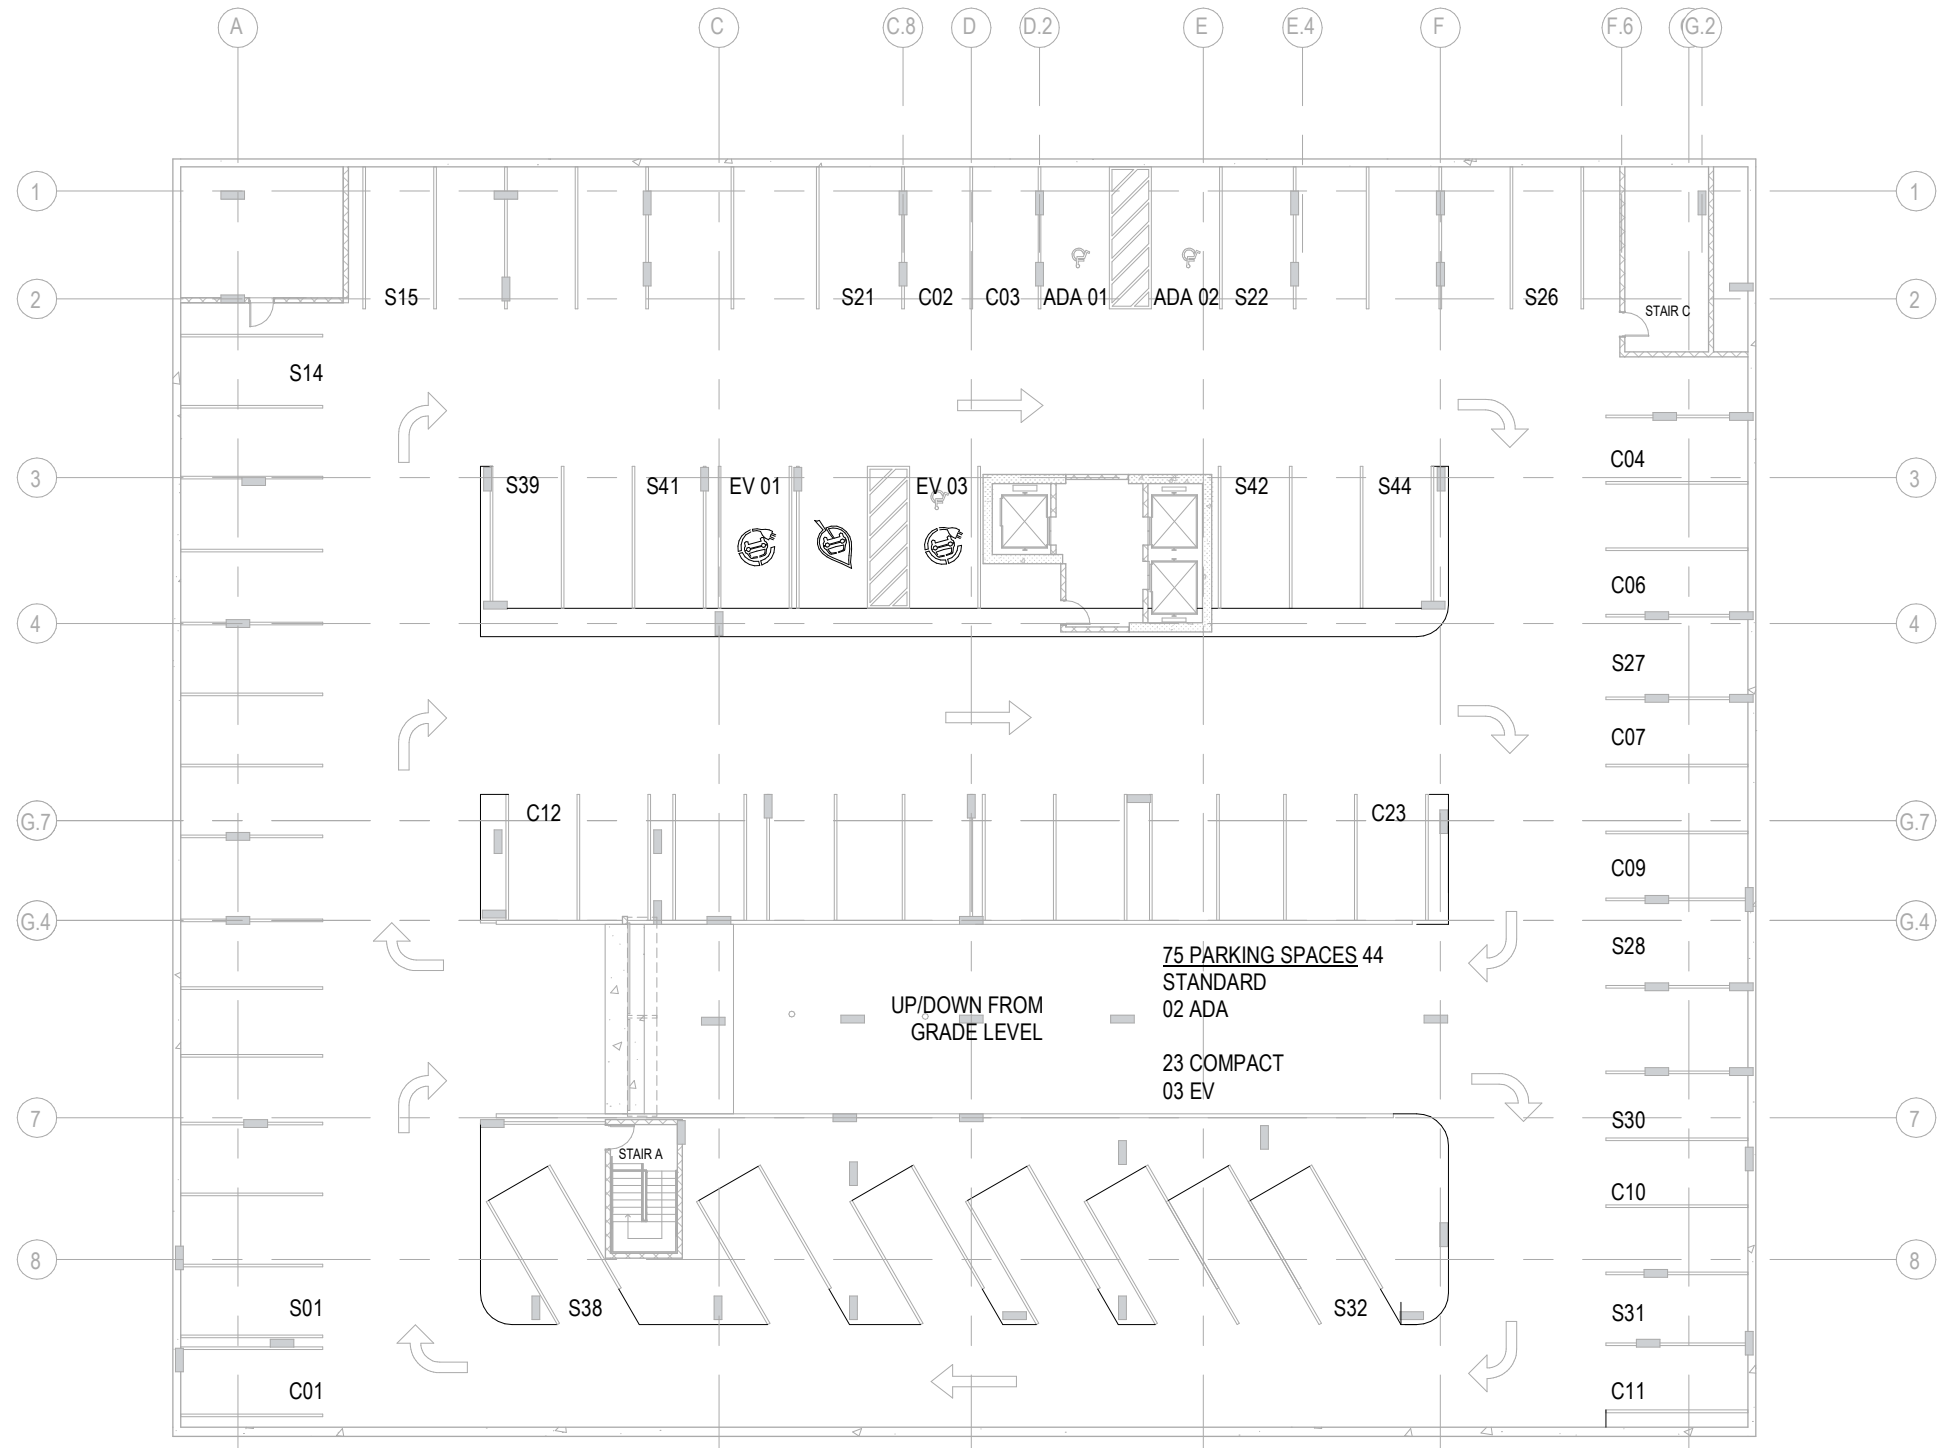 A C C.8 D D.2 E E.4 F F.6 G.2
1 1
2 S15 S21 C02 C03 ADA 01 ADA 02 S22 S26 2
STAIR C
S14
C04
3 S39 S41 EV 01 EV 03 S42 S44 3
C06
4 4
S27
C07
C12 C23
G.7 G.7
C09
G.4 G.4
S28
75 PARKING SPACES 44
STANDARD
02 ADA
23 COMPACT
03 EV
UP/DOWN FROM
GRADE LEVEL
7 S30 7
STAIR A
C10
8 8
S01 S38 S32 S31
C01 C11